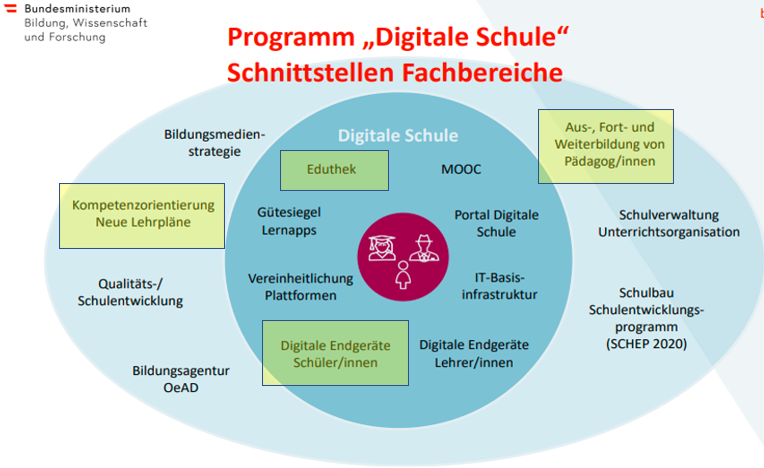 Bundesministerium
Bildung, Wissenschaft
und Forschung
Programm „Digitale Schule“
Schnittstellen Fachbereiche
Digitale Schule
Bildungsmedien-
strategie
Aus-, Fort- und
Weiterbildung von
Pädagog/innen
Eduthek
MOOC
Kompetenzorientierung
Neue Lehrpläne
Gütesiegel
Lernapps
Portal Digitale
Schule
Schulverwaltung
Unterrichtsorganisation
Qualitäts-/
Schulentwicklung
Vereinheitlichung
Plattformen
IT-Basis-
infrastruktur
Schulbau
Schulentwicklungs-
programm
(SCHEP 2020)
Digitale Endgeräte
Schüler/innen
Digitale Endgeräte
Lehrer/innen
Bildungsagentur
OeAD